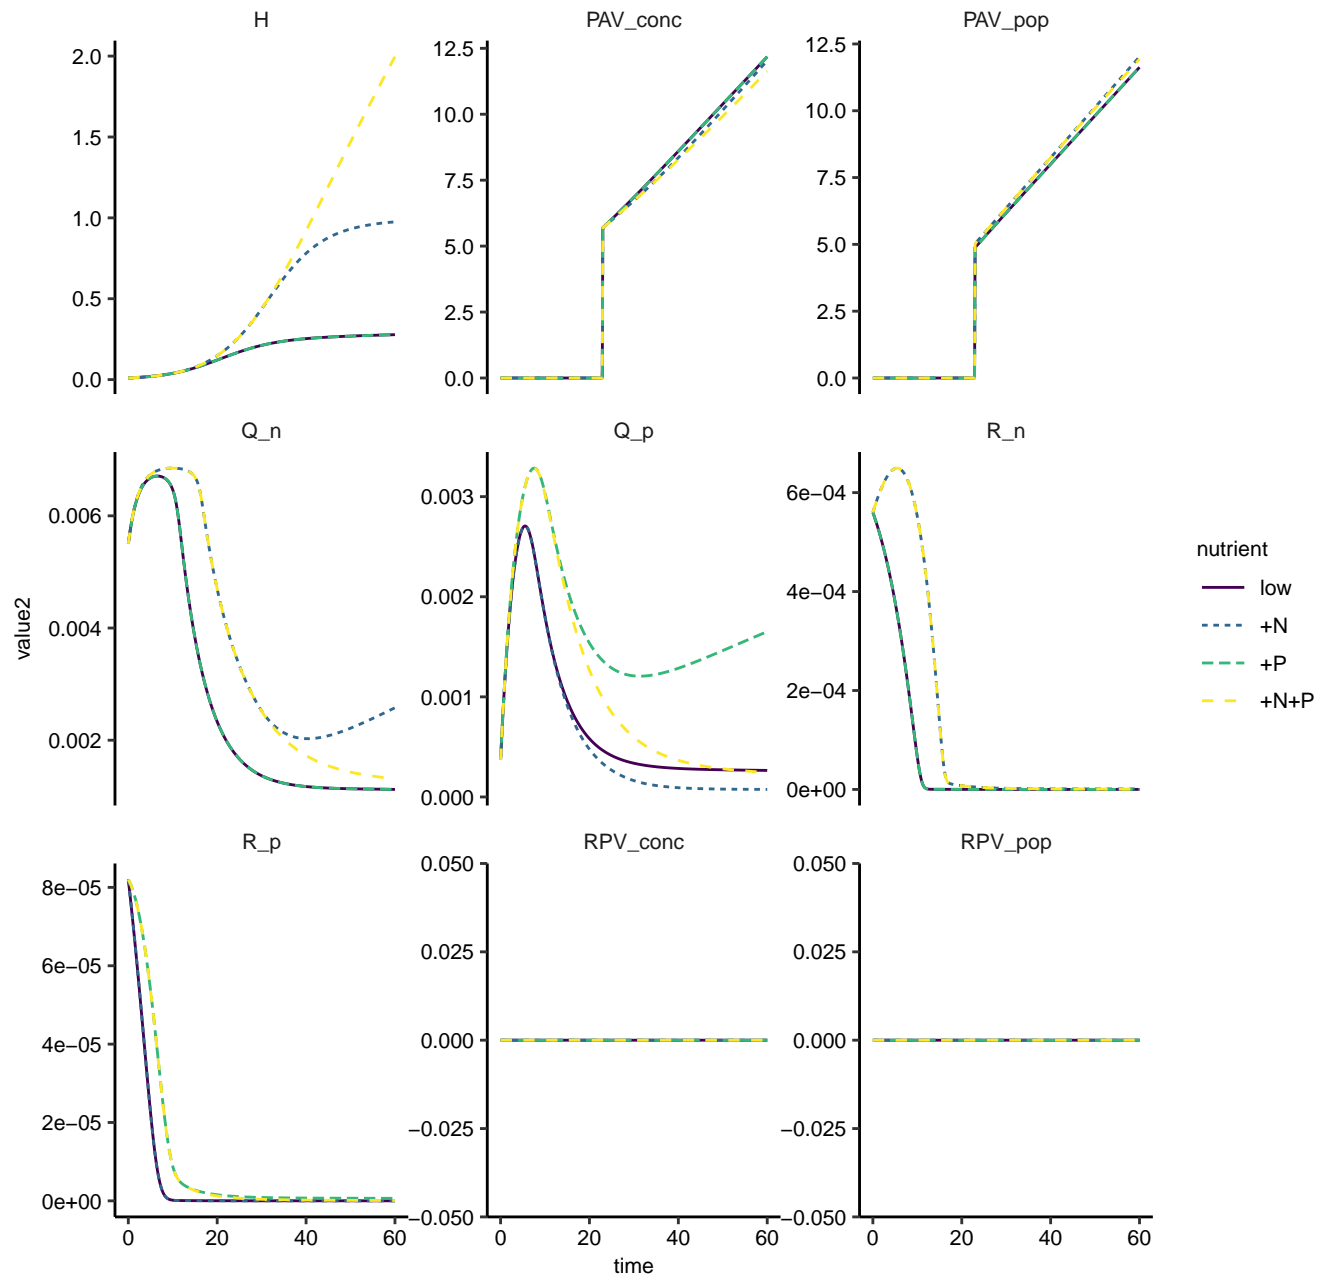 H
PAV_conc
PAV_pop
2.0
1.5
1.0
0.5
0.0
12.5
10.0
7.5
5.0
2.5
0.0
12.5
10.0
7.5
5.0
2.5
0.0
Q_n
Q_p
R_n
0.006
0.004
0.002
0.003
0.002
0.001
0.000
6e−04
4e−04
2e−04
0e+00
R_p
RPV_conc
RPV_pop
8e−05
6e−05
4e−05
2e−05
0e+00
0.050
0.025
0.000
−0.025
−0.050
0.050
0.025
0.000
−0.025
−0.050
0 20 40 60
0 20 40 60
0 20 40 60
time
value2
nutrient
low
+N
+P
+N+P